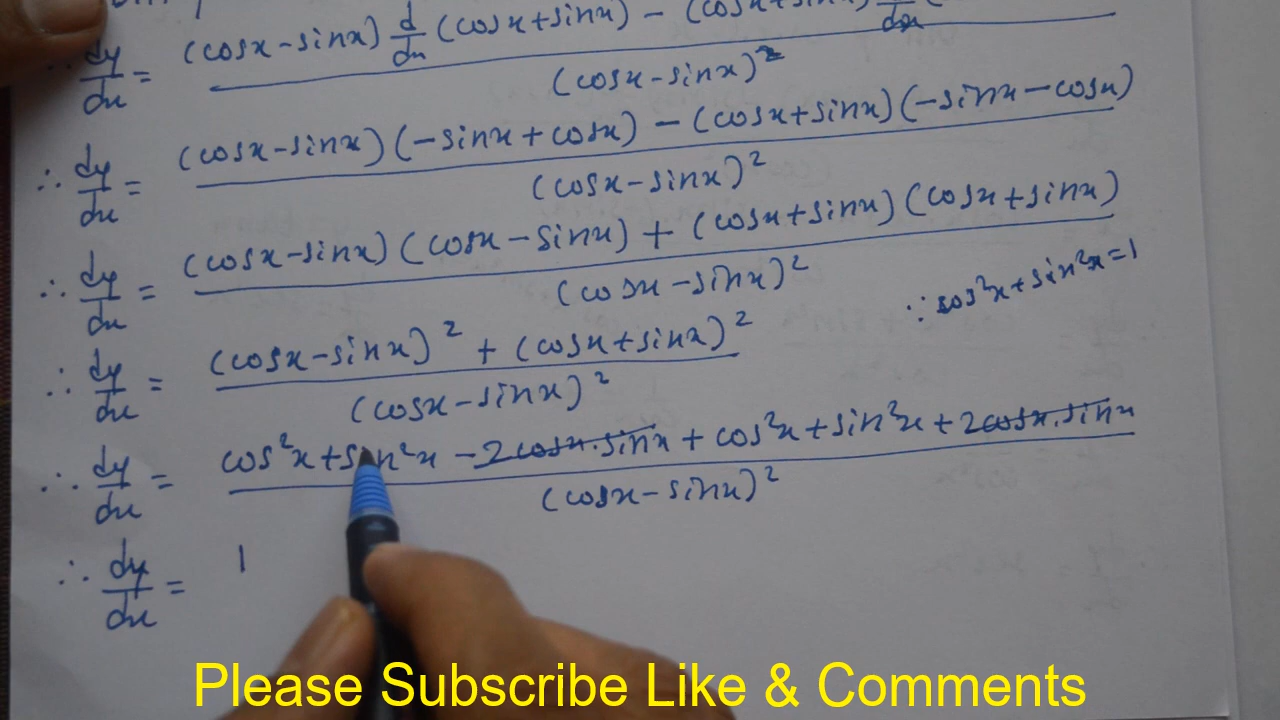 ∴ dy/dx = (cosx-sinx) d/dx (cosx+sinx) - (cosx+sinx) d/dx
(cosx-sinx)²
∴ dy/dx = (cosx-sinx)(-sinx+cosx) - (cosx+sinx)(-sinx-cosx)
(cosx-sinx)²
∴ dy/dx = (cosx-sinx)(cosx-sinx) + (cosx+sinx)(cosx+sinx)
(cosx-sinx)²
∵ cos²x+sin²x=1
∴ dy/dx = (cosx-sinx)² + (cosx+sinx)²
(cosx-sinx)²
∴ dy/dx = cos²x+sin²x - 2cosx.sinx + cos²x+sin²x + 2cosx.sinx
(cosx-sinx)²
∴ dy/dx = 1
Please Subscribe Like & Comments